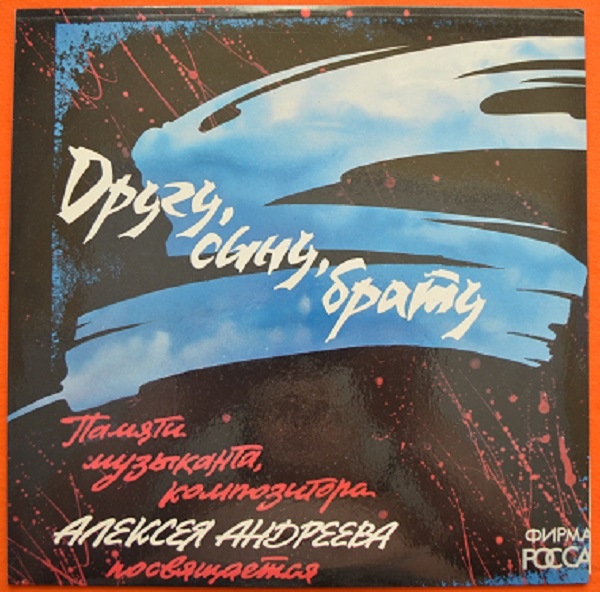 Другу,
сыну,
брату
Памяти
музыканта,
композитора
АЛЕКСЕЯ АНДРЕЕВА
посвящается
ФИРМА
РОССА